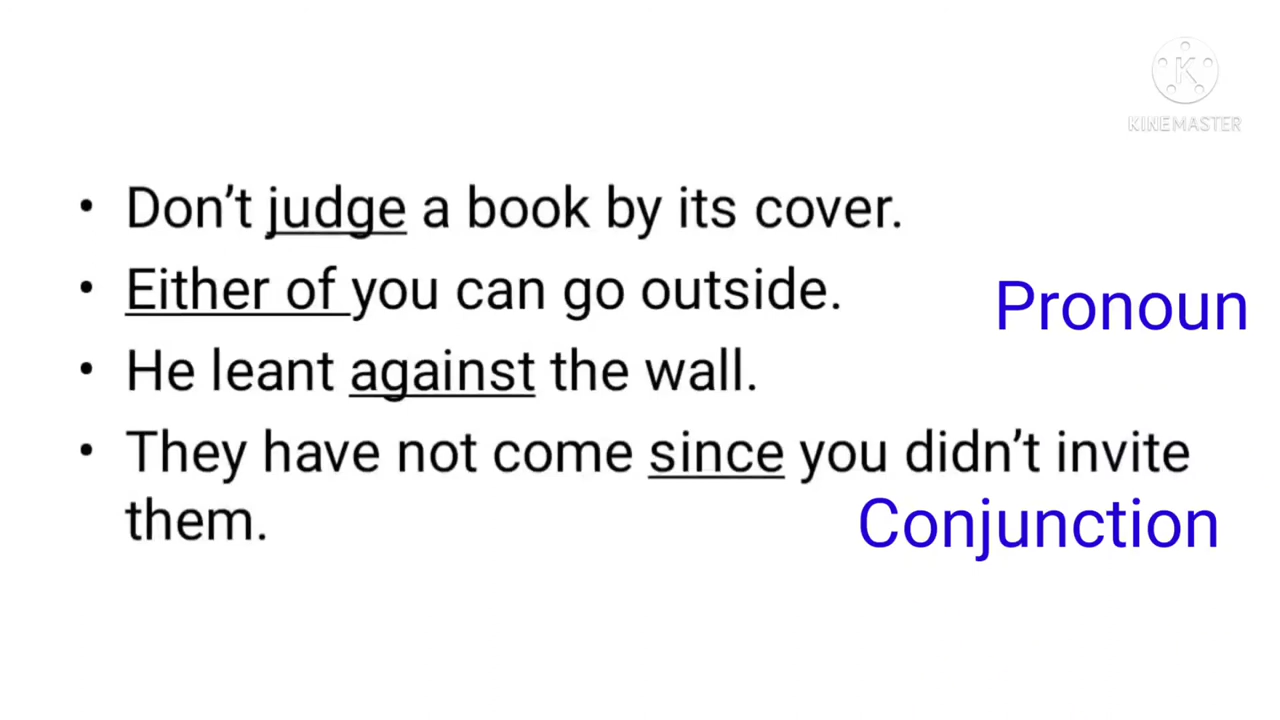 KINEMASTER
• Don't judge a book by its cover.
• Either of you can go outside.
Pronoun
• He leant against the wall.
• They have not come since you didn't invite
them.
Conjunction